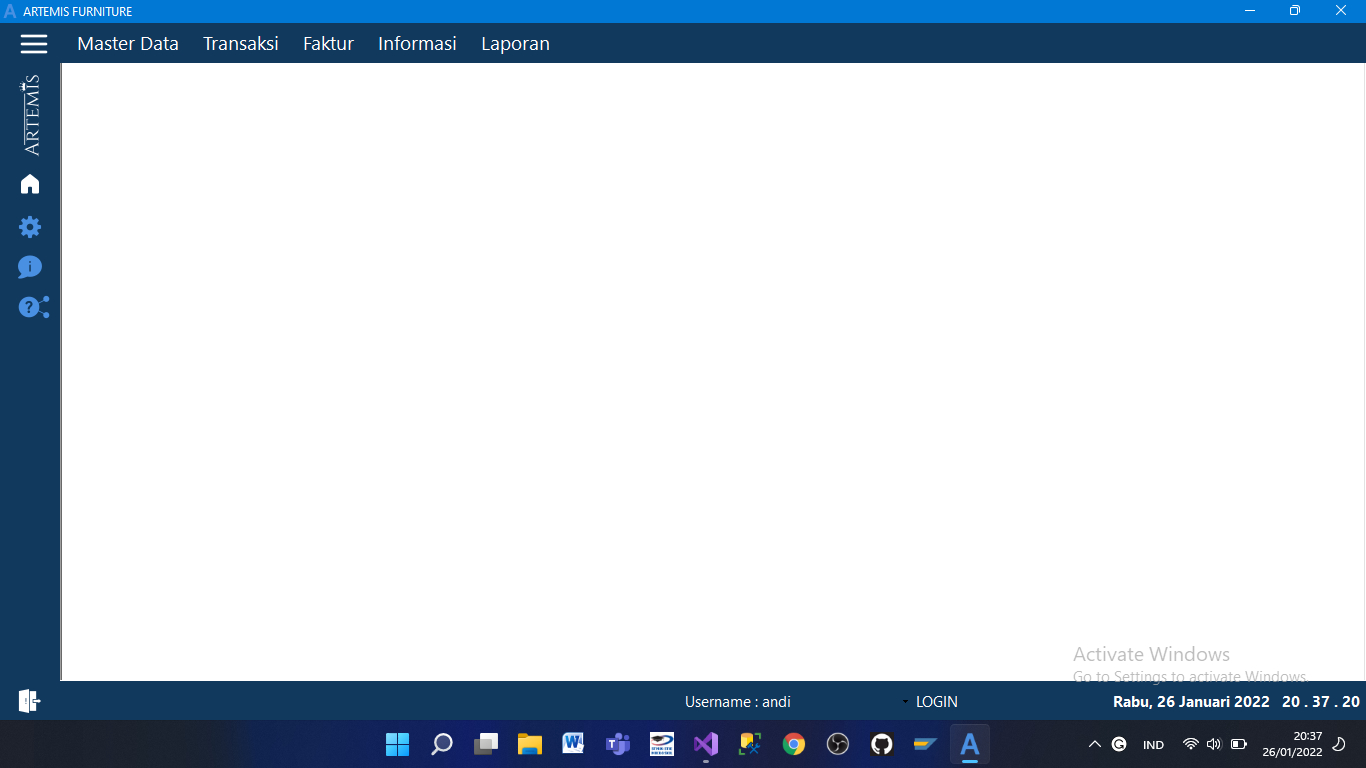 ARTEMIS FURNITURE
Master Data Transaksi Faktur Informasi Laporan
ARTEMIS
Activate Windows
Go to Settings to activate Windows.
Username : andi LOGIN Rabu, 26 Januari 2022 20 . 37 . 20
IND 20:37
26/01/2022